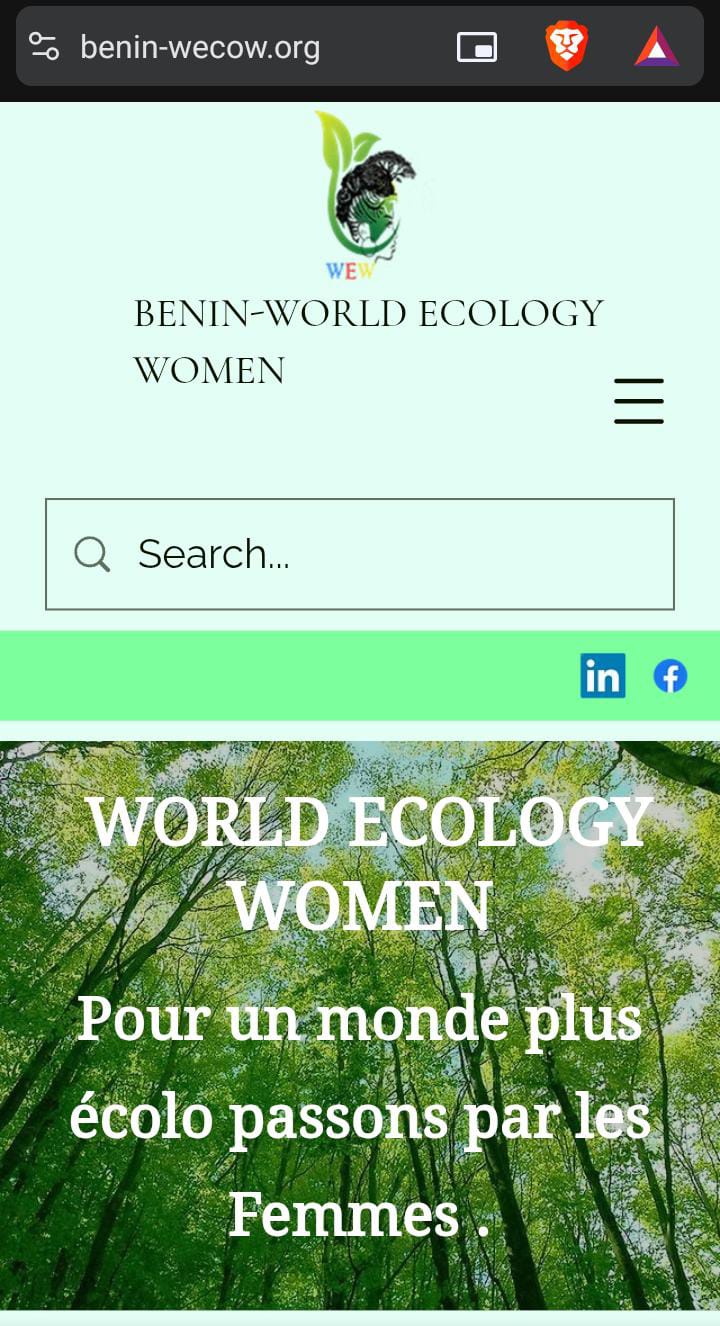 benin-wecow.org
WEW
BENIN-WORLD ECOLOGY
WOMEN
Search...
in
f
WORLD ECOLOGY
WOMEN
Pour un monde plus
écolo passons par les
Femmes .